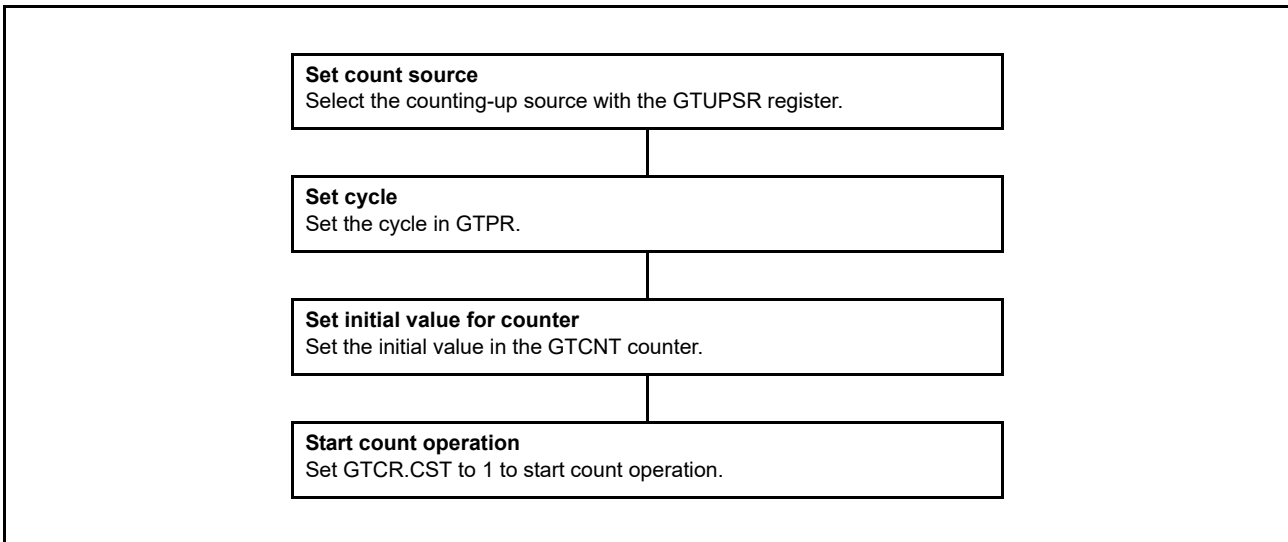 Set count source
Select the counting-up source with the GTUPSR register.
Set cycle
Set the cycle in GTPR.
Set initial value for counter
Set the initial value in the GTCNT counter.
Start count operation
Set GTCR.CST to 1 to start count operation.